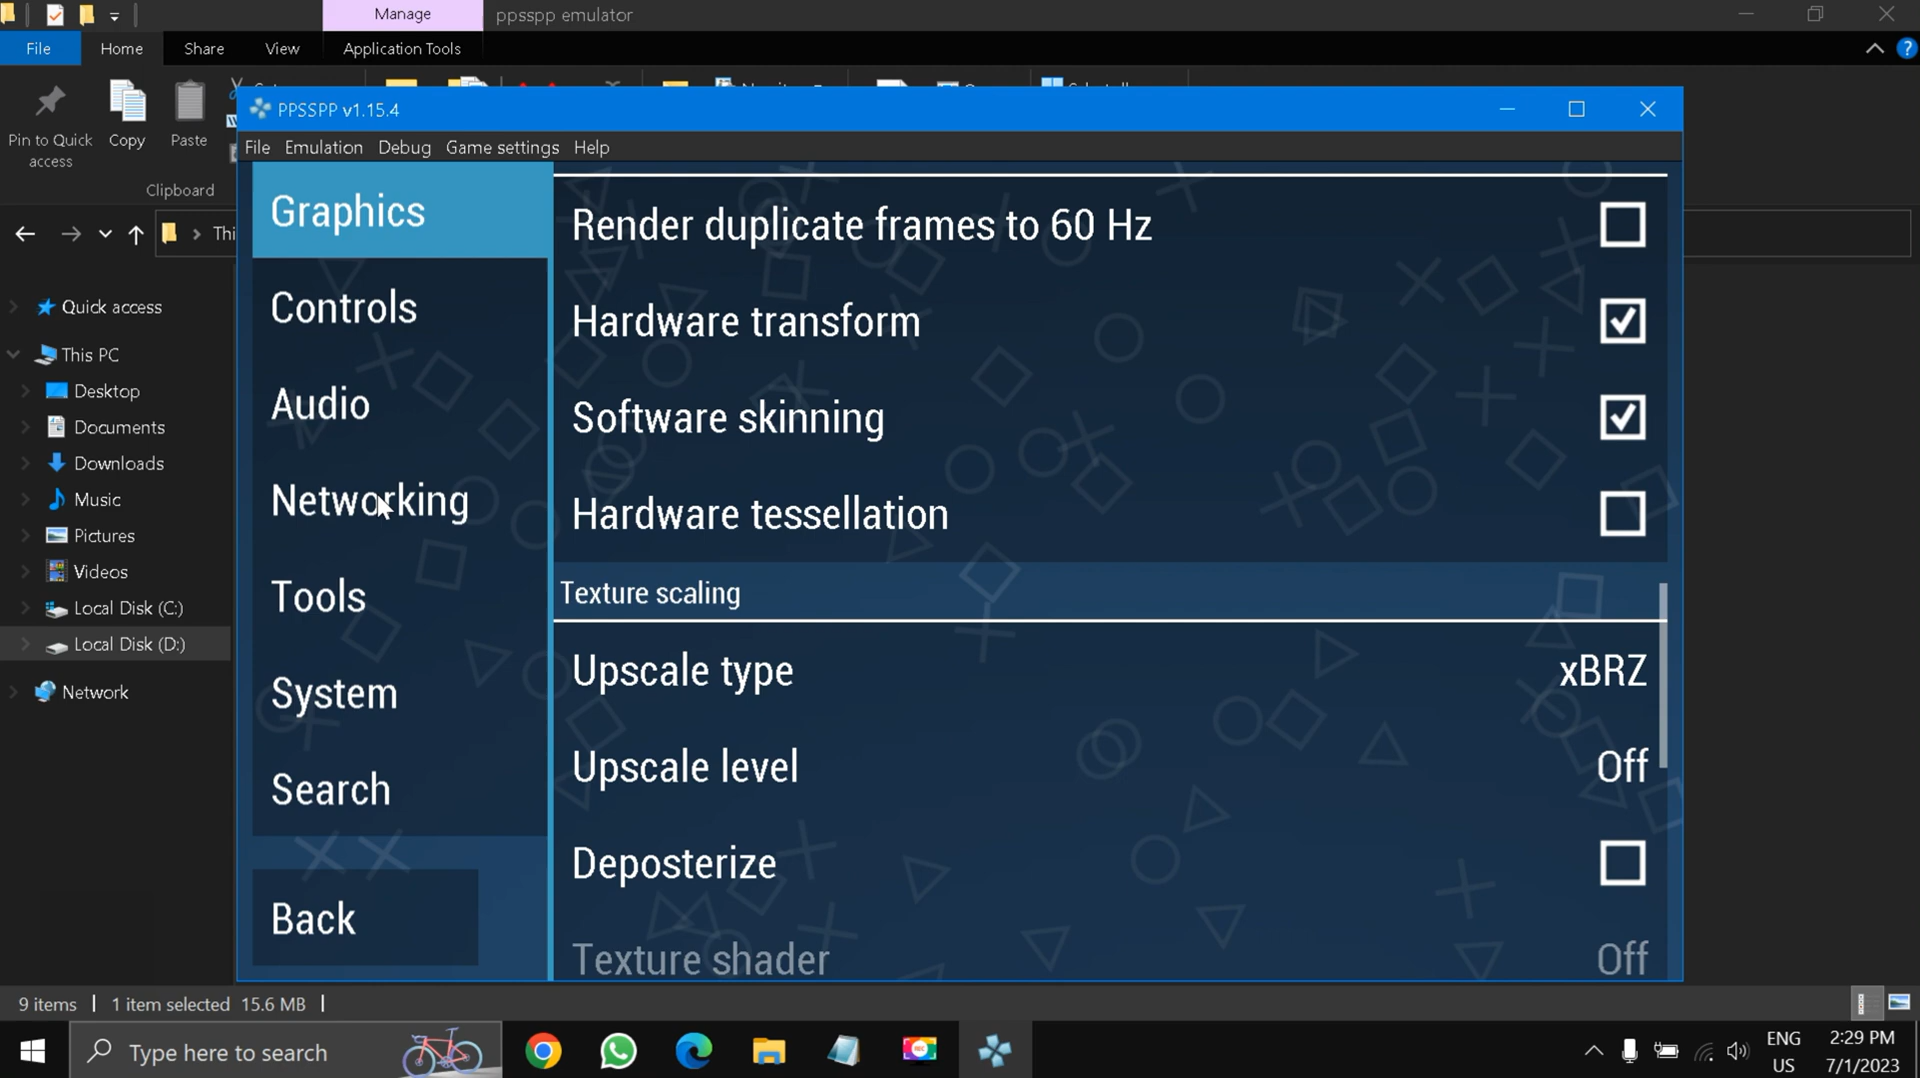 Manage
ppsspp emulator
File
Home
Share
View
Application Tools
Pin to Quick
access
Copy
Paste
Clipboard
PPSSPP v1.15.4
File Emulation Debug Game settings Help
Thi
Quick access
This PC
Desktop
Documents
Downloads
Music
Pictures
Videos
Local Disk (C:)
Local Disk (D:)
Network
Graphics
Controls
Audio
Networking
Tools
System
Search
Back
Render duplicate frames to 60 Hz
Hardware transform
Software skinning
Hardware tessellation
Texture scaling
Upscale type xBRZ
Upscale level Off
Deposterize
Texture shader Off
9 items
1 item selected 15.6 MB
Type here to search
REC
ENG
US
2:29 PM
7/1/2023